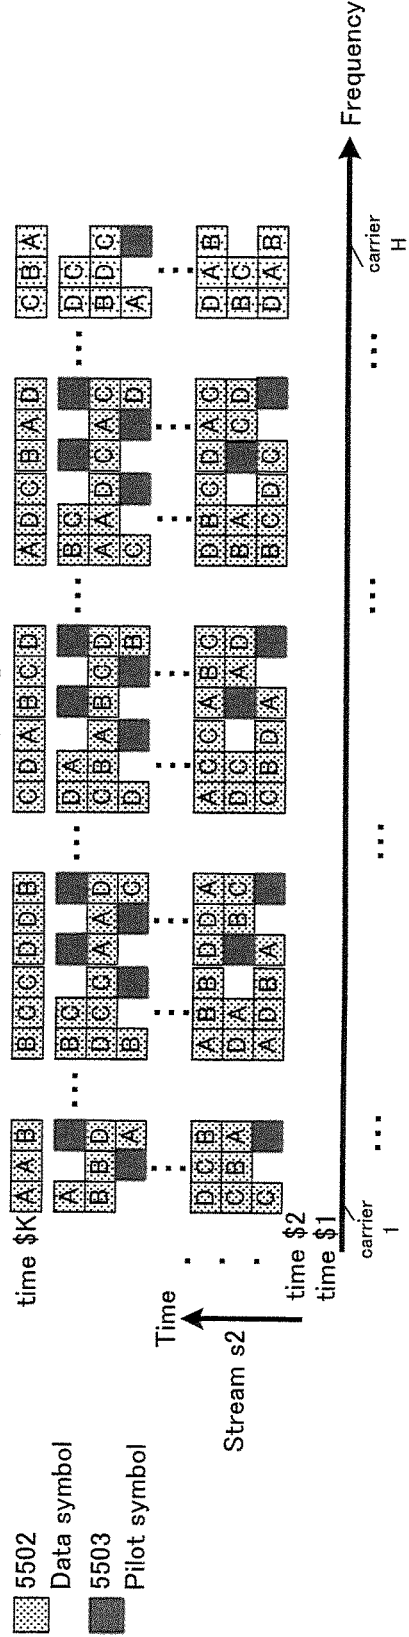 5502
Data symbol
5503
Pilot symbol
time $K
A A B B C C D D B C D A B C D A D C B A D C B A
A B C D A B C D C
B B D D C C A A D C B A B C D A A D C A C B D C
A B C D B C D A
D C B A B B D D A A C C A B C D B C D A C D A B
C B A D A B C D C A D B A C D B C
C A D B A C B D A B C D C D A B
Time
Stream s2
time $2
time $1
carrier
1
carrier
H
Frequency